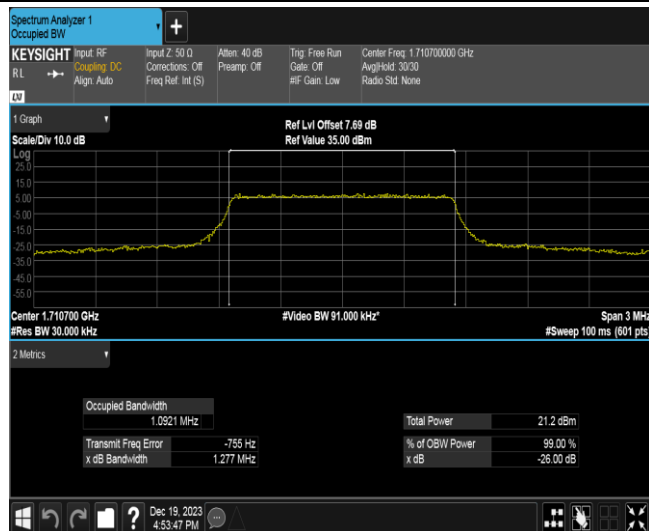 Spectrum Analyzer 1
Occupied BW
+
KEYSIGHT Input: RF Input Z: 50 Ω Atten: 40 dB Trig: Free Run Center Freq: 1.710700000 GHz
RL Coupling: DC Corrections: Off Preamp: Off Gate: Off Avg|Hold: 30/30
Align: Auto Freq Ref: Int (S) #IF Gain: Low Radio Std: None
1 Graph
Ref Lvl Offset 7.69 dB
Scale/Div 10.0 dB Ref Value 35.00 dBm
Log
25.0
15.0
5.00
-5.00
-15.0
-25.0
-35.0
-45.0
-55.0
Center 1.710700 GHz #Video BW 91.000 kHz* Span 3 MHz
#Res BW 30.000 kHz #Sweep 100 ms (601 pts)
2 Metrics
Occupied Bandwidth
1.0921 MHz Total Power 21.2 dBm
Transmit Freq Error -755 Hz % of OBW Power 99.00 %
x dB Bandwidth 1.277 MHz x dB -26.00 dB
? Dec 19, 2023
4:53:47 PM